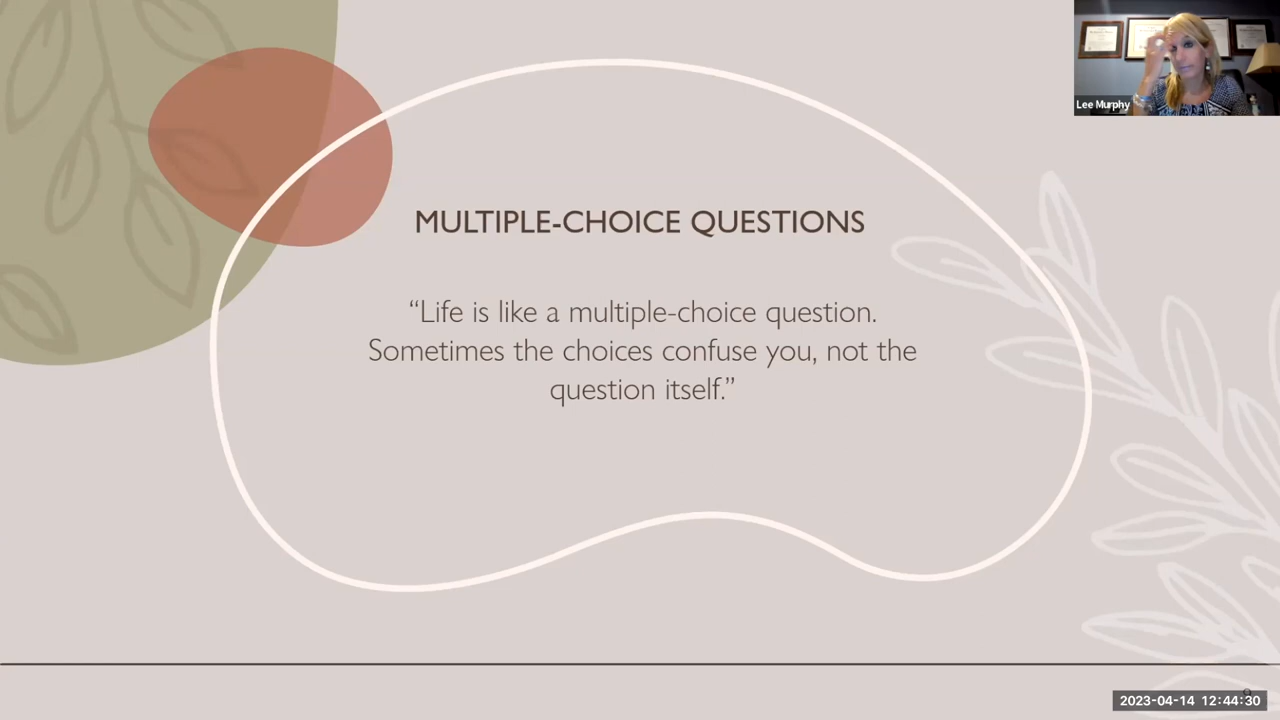 Lee Murphy
MULTIPLE-CHOICE QUESTIONS
“Life is like a multiple-choice question.
Sometimes the choices confuse you, not the
question itself.”
2023-04-14 12:44:30